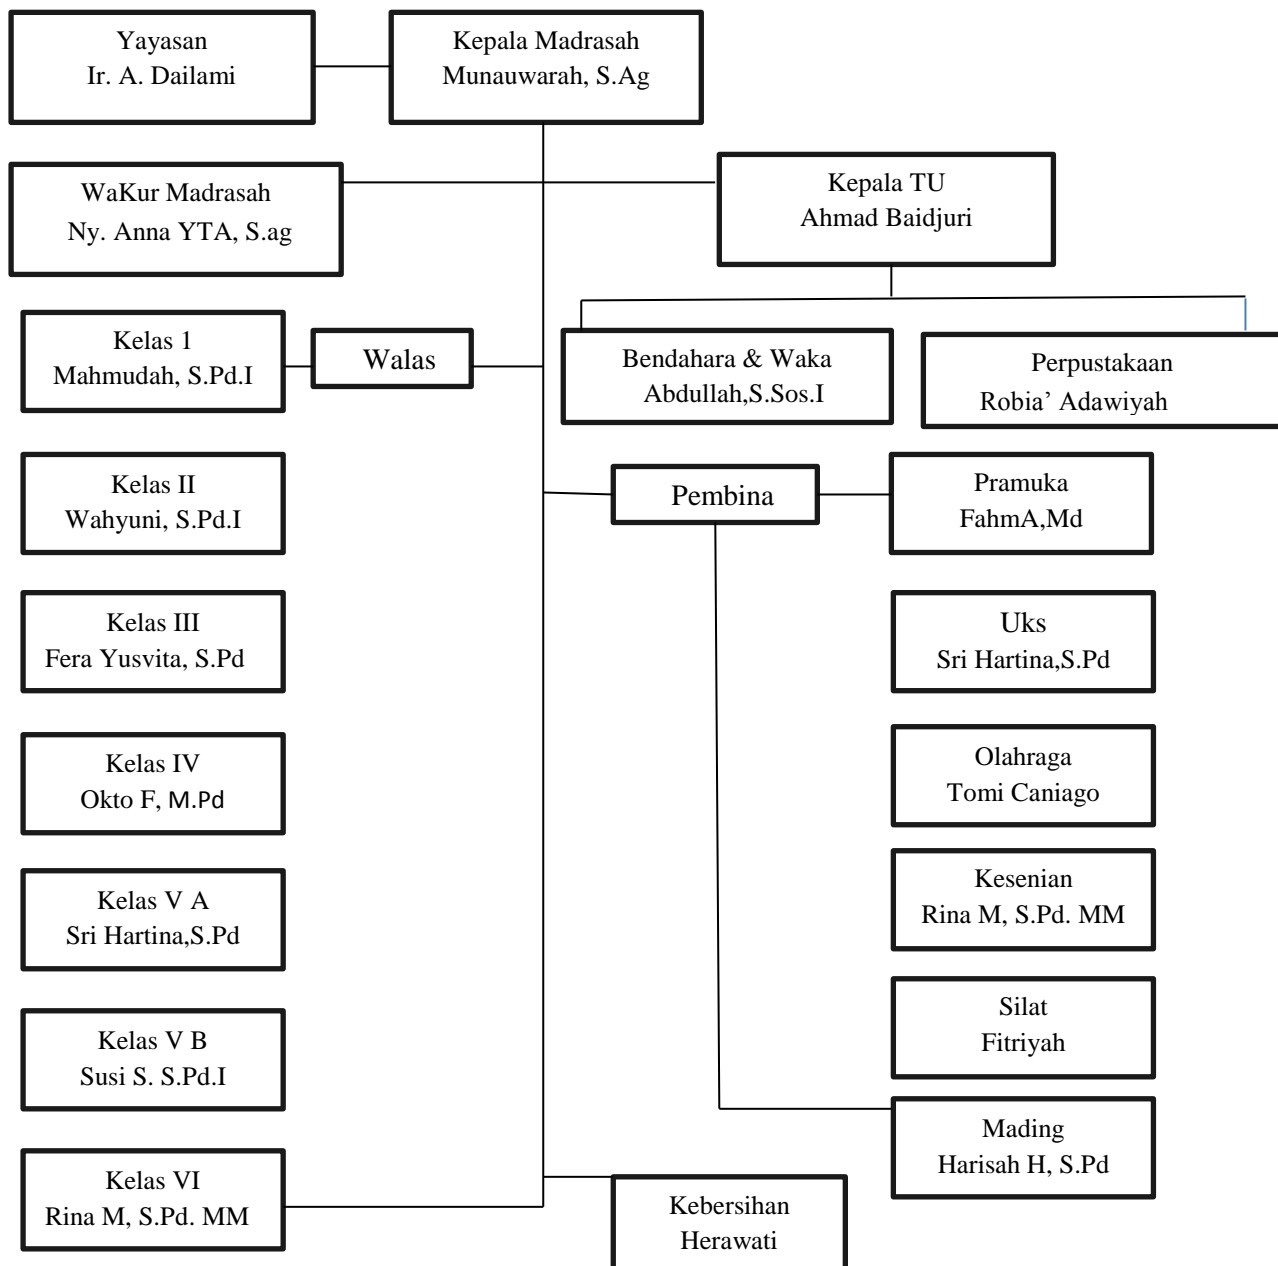 Yayasan
Ir. A. Dailami
Kepala Madrasah
Munauwarah, S.Ag
WaKur Madrasah
Ny. Anna YTA, S.ag
Kepala TU
Ahmad Baidjuri
Kelas 1
Mahmudah, S.Pd.I
Walas
Bendahara & Waka
Abdullah,S.Sos.I
Perpustakaan
Robia’ Adawiyah
Kelas II
Wahyuni, S.Pd.I
Pembina
Pramuka
FahmA,Md
Kelas III
Fera Yusvita, S.Pd
Uks
Sri Hartina,S.Pd
Kelas IV
Okto F, M.Pd
Olahraga
Tomi Caniago
Kelas V A
Sri Hartina,S.Pd
Kesenian
Rina M, S.Pd. MM
Kelas V B
Susi S. S.Pd.I
Silat
Fitriyah
Mading
Harisah H, S.Pd
Kelas VI
Rina M, S.Pd. MM
Kebersihan
Herawati